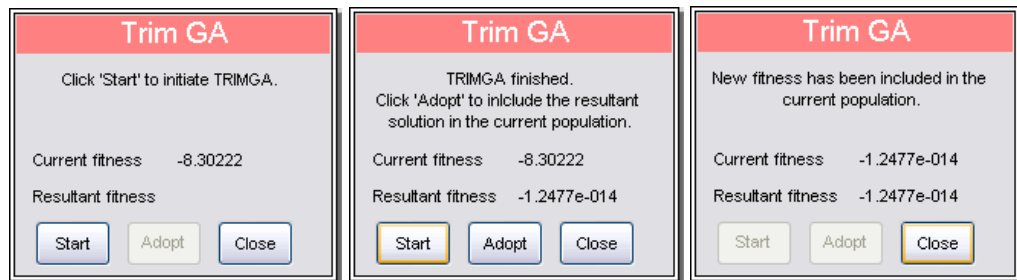 Trim GA
Click 'Start' to initiate TRIMGA.
Current fitness -8.30222
Resultant fitness
Start Adopt Close
Trim GA
TRIMGA finished.
Click 'Adopt' to inlclude the resultant
solution in the current population.
Current fitness -8.30222
Resultant fitness -1.2477e-014
Start Adopt Close
Trim GA
New fitness has been included in the
current population.
Current fitness -1.2477e-014
Resultant fitness -1.2477e-014
Start Adopt Close